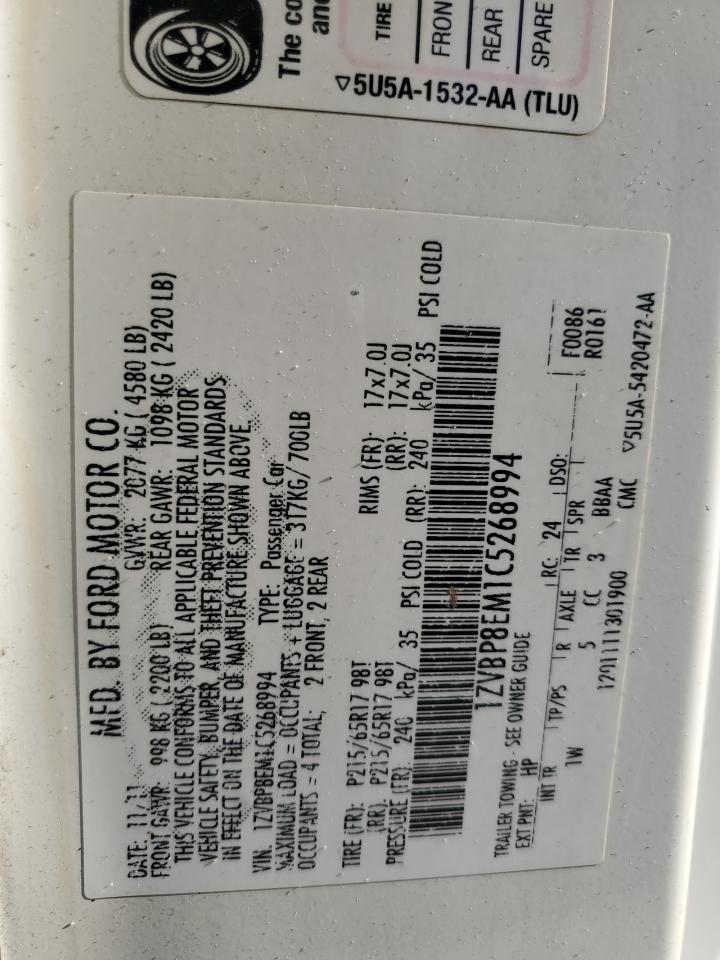 The co
an
TIRE
FRON
REAR
SPARE
▽5U5A-1532-AA (TLU)
MFD. BY FORD MOTOR CO.
DATE: 11/11 GVWR: 2077 KG ( 4580 LB)
FRONT GAWR: 998 KG ( 2200 LB) REAR GAWR: 1098 KG ( 2420 LB)
THIS VEHICLE CONFORMS TO ALL APPLICABLE FEDERAL MOTOR
VEHICLE SAFETY, BUMPER, AND THEFT PREVENTION STANDARDS
IN EFFECT ON THE DATE OF MANUFACTURE SHOWN ABOVE.
VIN: 1ZVBP8EM1C5268994 TYPE: Passenger Car
MAXIMUM LOAD = OCCUPANTS + LUGGAGE = 317KG/ 700LB
OCCUPANTS = 4 TOTAL, 2 FRONT, 2 REAR
TIRE (FR): P215/65R17 98T RIMS (FR): 17x7.0J
(RR): P215/65R17 98T (RR): 17x7.0J
PRESSURE (FR): 240 kPa/ 35 PSI COLD (RR): 240 kPa/ 35 PSI COLD
1ZVBP8EM1C5268994
TRAILER TOWING - SEE OWNER GUIDE
EXT PNT: HP RC: 24 DSO:
INT TR TP/PS R AXLE TR SPR F0086
1W 5 CC 3 BBAA R0161
1201111301900 CMC
▽5U5A-5420472-AA